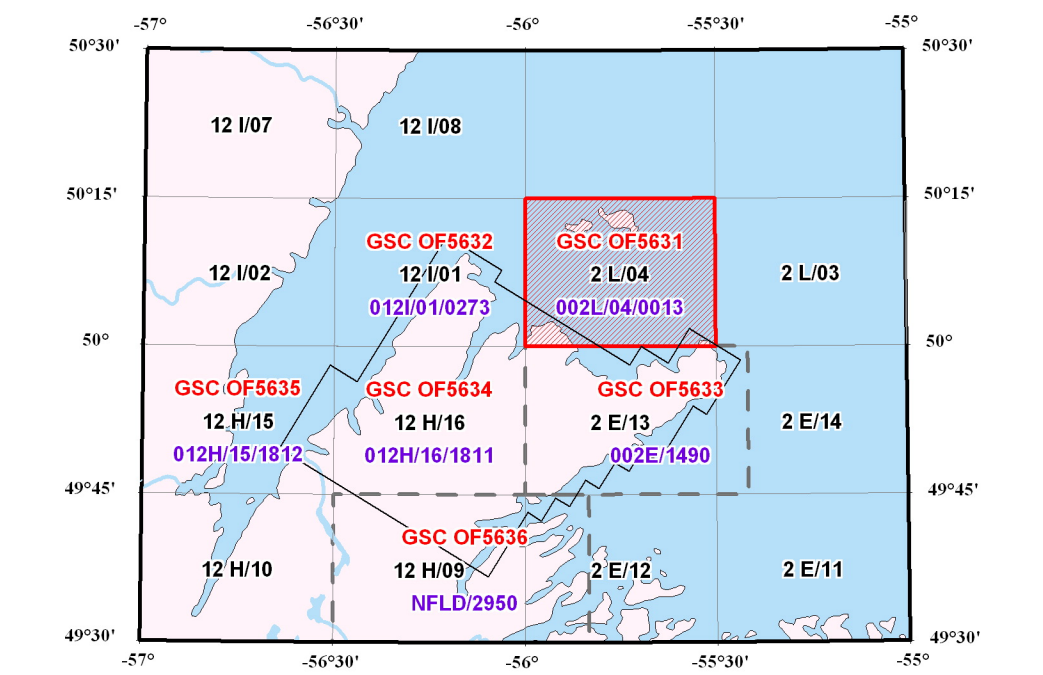 -57°
-56°30'
-56°
-55°30'
-55°
50°30'
50°30'
12 I/07
12 I/08
50°15'
50°15'
GSC OF5632
GSC OF5631
12 I/02
12 I/01
2 L/04
2 L/03
012I/01/0273
002L/04/0013
50°
50°
GSC OF5635
GSC OF5634
GSC OF5633
12 H/15
12 H/16
2 E/13
2 E/14
012H/15/1812
012H/16/1811
002E/1490
49°45'
49°45'
GSC OF5636
12 H/10
12 H/09
2 E/12
2 E/11
NFLD/2950
49°30'
49°30'
-57°
-56°30'
-56°
-55°30'
-55°